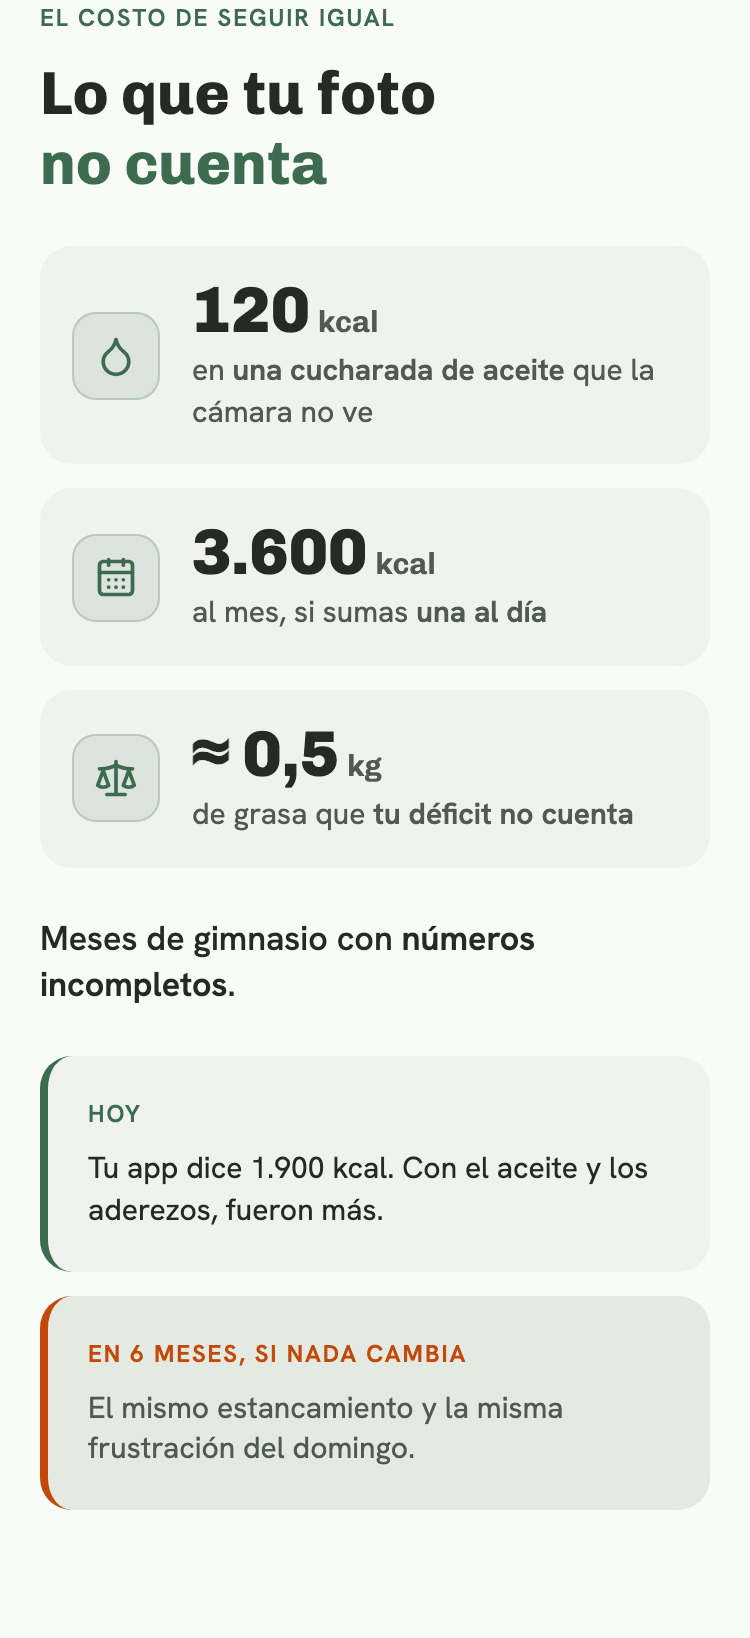 EL COSTO DE SEGUIR IGUAL
Lo que tu foto
no cuenta
120 kcal
en una cucharada de aceite que la
cámara no ve
3.600 kcal
al mes, si sumas una al día
≈ 0,5 kg
de grasa que tu déficit no cuenta
Meses de gimnasio con números
incompletos.
HOY
Tu app dice 1.900 kcal. Con el aceite y los
aderezos, fueron más.
EN 6 MESES, SI NADA CAMBIA
El mismo estancamiento y la misma
frustración del domingo.